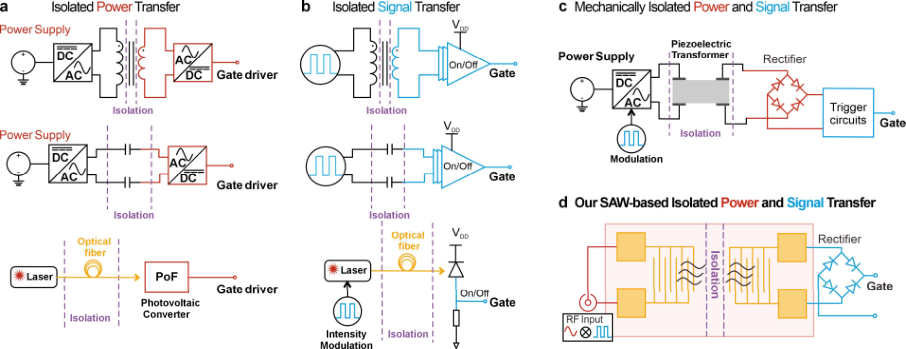 a Isolated Power Transfer
Power Supply
DC
AC
AC
DC
Gate driver
Isolation
Power Supply
DC
AC
AC
DC
Gate driver
Isolation
Optical
fiber
Laser
PoF
Gate driver
Photovoltaic
Converter
Isolation
b Isolated Signal Transfer
VDD
On/Off
Gate
Isolation
VDD
On/Off
Gate
Isolation
Optical
fiber
VDD
Laser
On/Off
Gate
Intensity
Modulation
Isolation
c Mechanically Isolated Power and Signal Transfer
Power Supply
Piezoelectric
Transformer
Rectifier
DC
AC
Trigger
circuits
Gate
Isolation
Modulation
d Our SAW-based Isolated Power and Signal Transfer
Rectifier
Isolation
Gate
RF Input